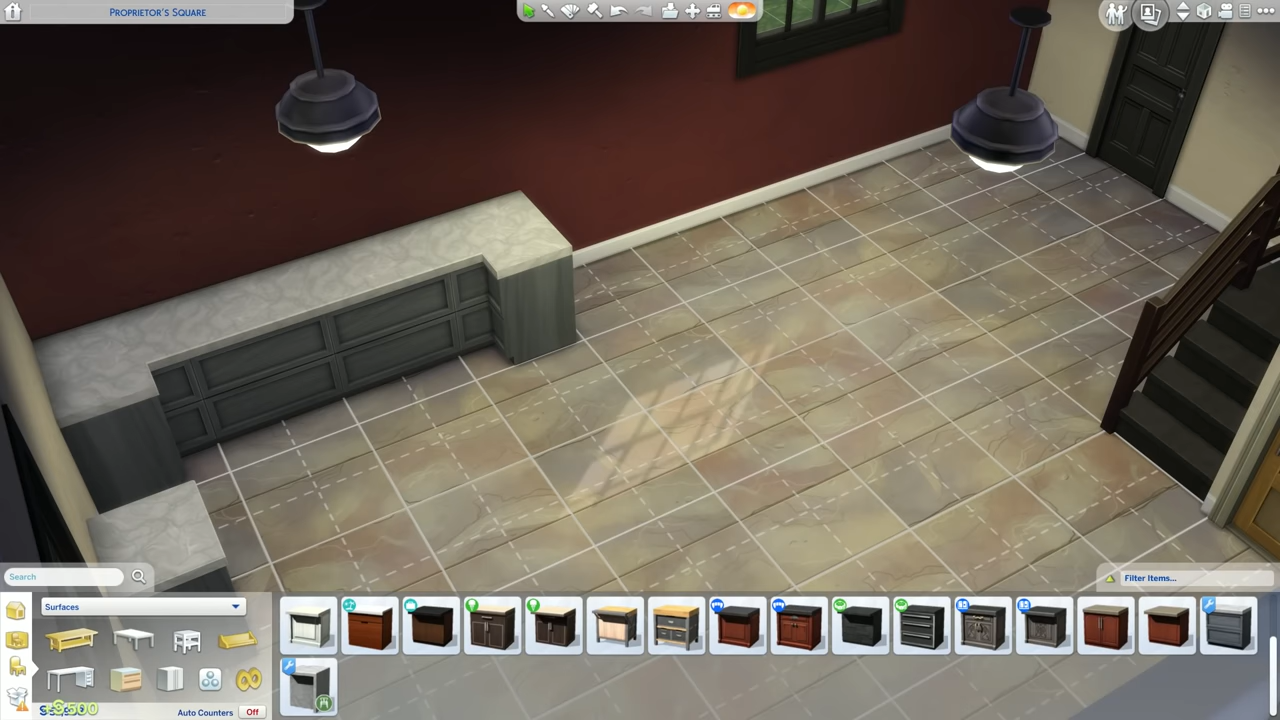 PROPRIETOR'S SQUARE
Search
Filter Items...
Surfaces
Auto Counters
Off